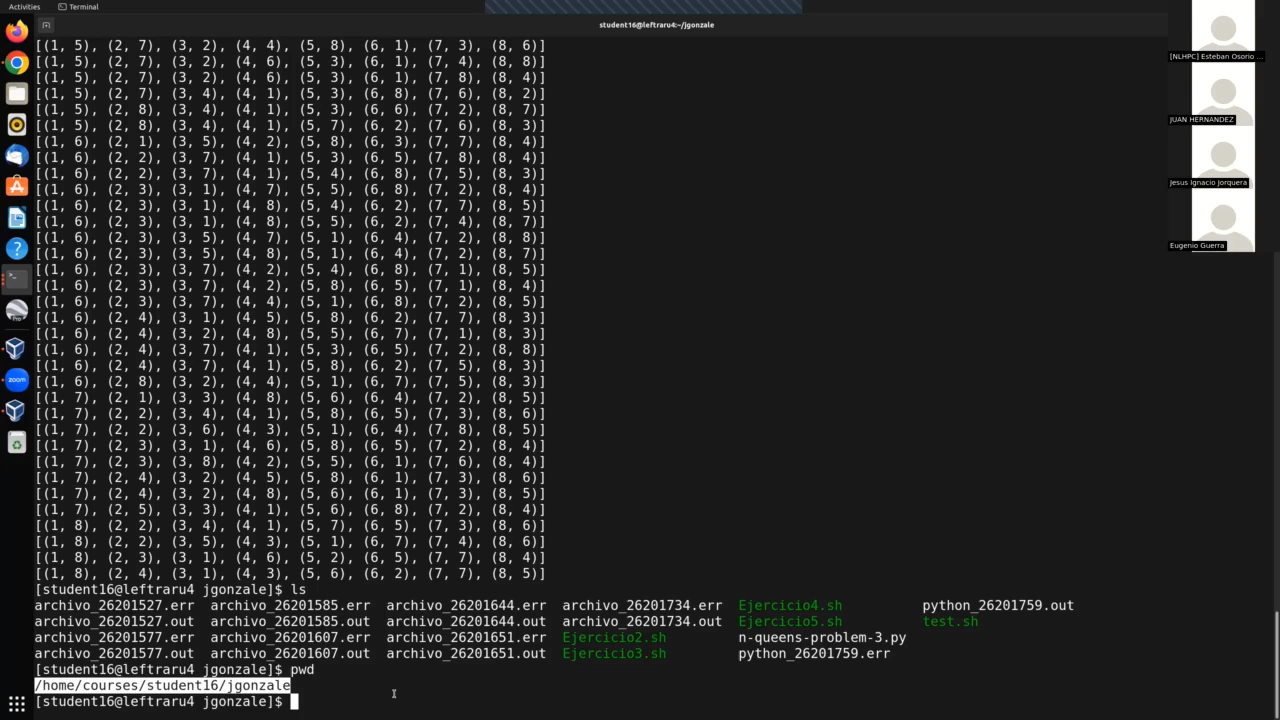 Activities
Terminal
student16@leftraru4:~/jgonzale
[(1, 5), (2, 7), (3, 2), (4, 4), (5, 8), (6, 1), (7, 3), (8, 6)]
[(1, 5), (2, 7), (3, 2), (4, 6), (5, 3), (6, 1), (7, 4), (8, 8)]
[(1, 5), (2, 7), (3, 2), (4, 6), (5, 3), (6, 1), (7, 8), (8, 4)]
[(1, 5), (2, 7), (3, 4), (4, 1), (5, 3), (6, 8), (7, 6), (8, 2)]
[(1, 5), (2, 8), (3, 4), (4, 1), (5, 3), (6, 6), (7, 2), (8, 7)]
[(1, 5), (2, 8), (3, 4), (4, 1), (5, 7), (6, 2), (7, 6), (8, 3)]
[(1, 6), (2, 1), (3, 5), (4, 2), (5, 8), (6, 3), (7, 7), (8, 4)]
[(1, 6), (2, 2), (3, 7), (4, 1), (5, 3), (6, 5), (7, 8), (8, 4)]
[(1, 6), (2, 2), (3, 7), (4, 1), (5, 4), (6, 8), (7, 5), (8, 3)]
[(1, 6), (2, 3), (3, 1), (4, 7), (5, 5), (6, 8), (7, 2), (8, 4)]
[(1, 6), (2, 3), (3, 1), (4, 8), (5, 4), (6, 2), (7, 7), (8, 5)]
[(1, 6), (2, 3), (3, 1), (4, 8), (5, 5), (6, 2), (7, 4), (8, 7)]
[(1, 6), (2, 3), (3, 5), (4, 7), (5, 1), (6, 4), (7, 2), (8, 8)]
[(1, 6), (2, 3), (3, 5), (4, 8), (5, 1), (6, 4), (7, 2), (8, 7)]
[(1, 6), (2, 3), (3, 7), (4, 2), (5, 4), (6, 8), (7, 1), (8, 5)]
[(1, 6), (2, 3), (3, 7), (4, 2), (5, 8), (6, 5), (7, 1), (8, 4)]
[(1, 6), (2, 3), (3, 7), (4, 4), (5, 1), (6, 8), (7, 2), (8, 5)]
[(1, 6), (2, 4), (3, 1), (4, 5), (5, 8), (6, 2), (7, 7), (8, 3)]
[(1, 6), (2, 4), (3, 2), (4, 8), (5, 5), (6, 7), (7, 1), (8, 3)]
[(1, 6), (2, 4), (3, 7), (4, 1), (5, 3), (6, 5), (7, 2), (8, 8)]
[(1, 6), (2, 4), (3, 7), (4, 1), (5, 8), (6, 2), (7, 5), (8, 3)]
[(1, 6), (2, 8), (3, 2), (4, 4), (5, 1), (6, 7), (7, 5), (8, 3)]
[(1, 7), (2, 1), (3, 3), (4, 8), (5, 6), (6, 4), (7, 2), (8, 5)]
[(1, 7), (2, 2), (3, 4), (4, 1), (5, 8), (6, 5), (7, 3), (8, 6)]
[(1, 7), (2, 2), (3, 6), (4, 3), (5, 1), (6, 4), (7, 8), (8, 5)]
[(1, 7), (2, 3), (3, 1), (4, 6), (5, 8), (6, 5), (7, 2), (8, 4)]
[(1, 7), (2, 3), (3, 8), (4, 2), (5, 5), (6, 1), (7, 6), (8, 4)]
[(1, 7), (2, 4), (3, 2), (4, 5), (5, 8), (6, 1), (7, 3), (8, 6)]
[(1, 7), (2, 4), (3, 2), (4, 8), (5, 6), (6, 1), (7, 3), (8, 5)]
[(1, 7), (2, 5), (3, 3), (4, 1), (5, 6), (6, 8), (7, 2), (8, 4)]
[(1, 8), (2, 2), (3, 4), (4, 1), (5, 7), (6, 5), (7, 3), (8, 6)]
[(1, 8), (2, 2), (3, 5), (4, 3), (5, 1), (6, 7), (7, 4), (8, 6)]
[(1, 8), (2, 3), (3, 1), (4, 6), (5, 2), (6, 5), (7, 7), (8, 4)]
[(1, 8), (2, 4), (3, 1), (4, 3), (5, 6), (6, 2), (7, 7), (8, 5)]
[student16@leftraru4 jgonzale]$ ls
archivo_26201527.err archivo_26201585.err archivo_26201644.err archivo_26201734.err Ejercicio4.sh python_26201759.out
archivo_26201527.out archivo_26201585.out archivo_26201644.out archivo_26201734.out Ejercicio5.sh test.sh
archivo_26201577.err archivo_26201607.err archivo_26201651.err Ejercicio2.sh n-queens-problem-3.py
archivo_26201577.out archivo_26201607.out archivo_26201651.out Ejercicio3.sh python_26201759.err
[student16@leftraru4 jgonzale]$ pwd
/home/courses/student16/jgonzale
[student16@leftraru4 jgonzale]$
[NLHPC] Esteban Osorio ...
JUAN HERNANDEZ
Jesus Ignacio Jorquera
Eugenio Guerra
zoom